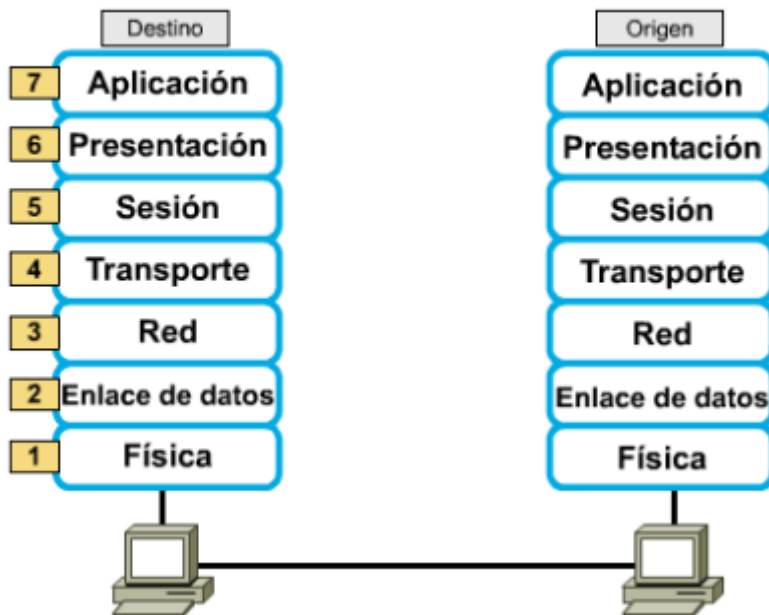 Destino
Origen
7 Aplicación
Aplicación
6 Presentación
Presentación
5 Sesión
Sesión
4 Transporte
Transporte
3 Red
Red
2 Enlace de datos
Enlace de datos
1 Física
Física